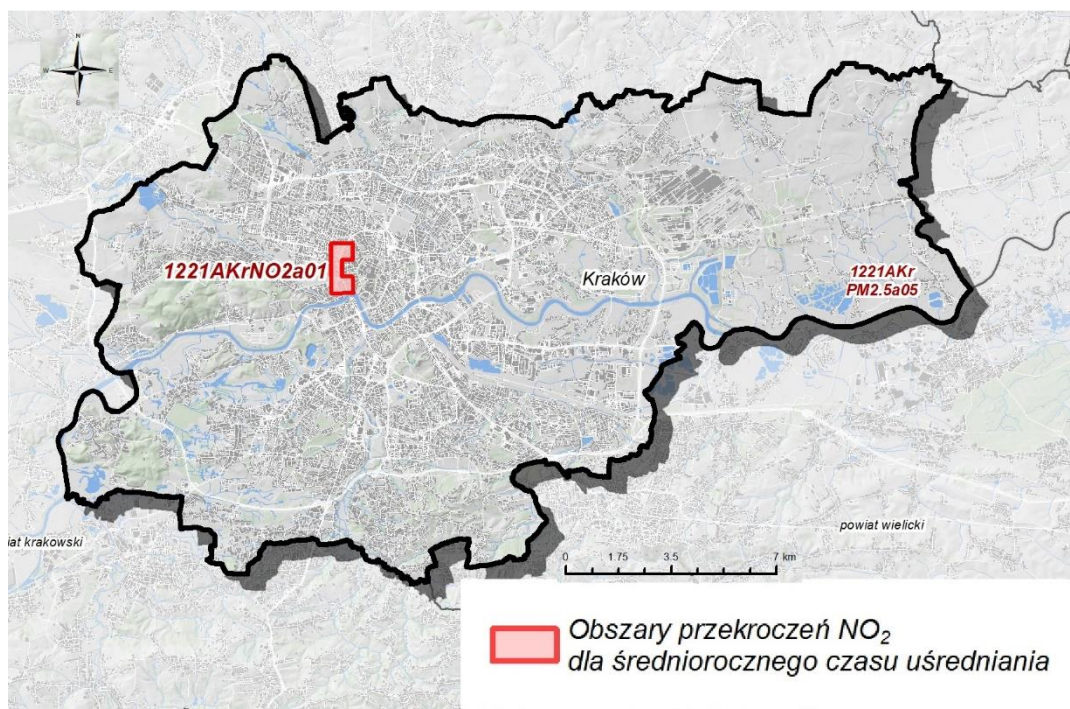 N
W E
S
1221AKrNO2a01
Kraków
1221AKr
PM2.5a05
iat krakowski
powiat wielicki
0 1.75 3.5 7 km
Obszary przekroczeń NO₂
dla średniorocznego czasu uśredniania